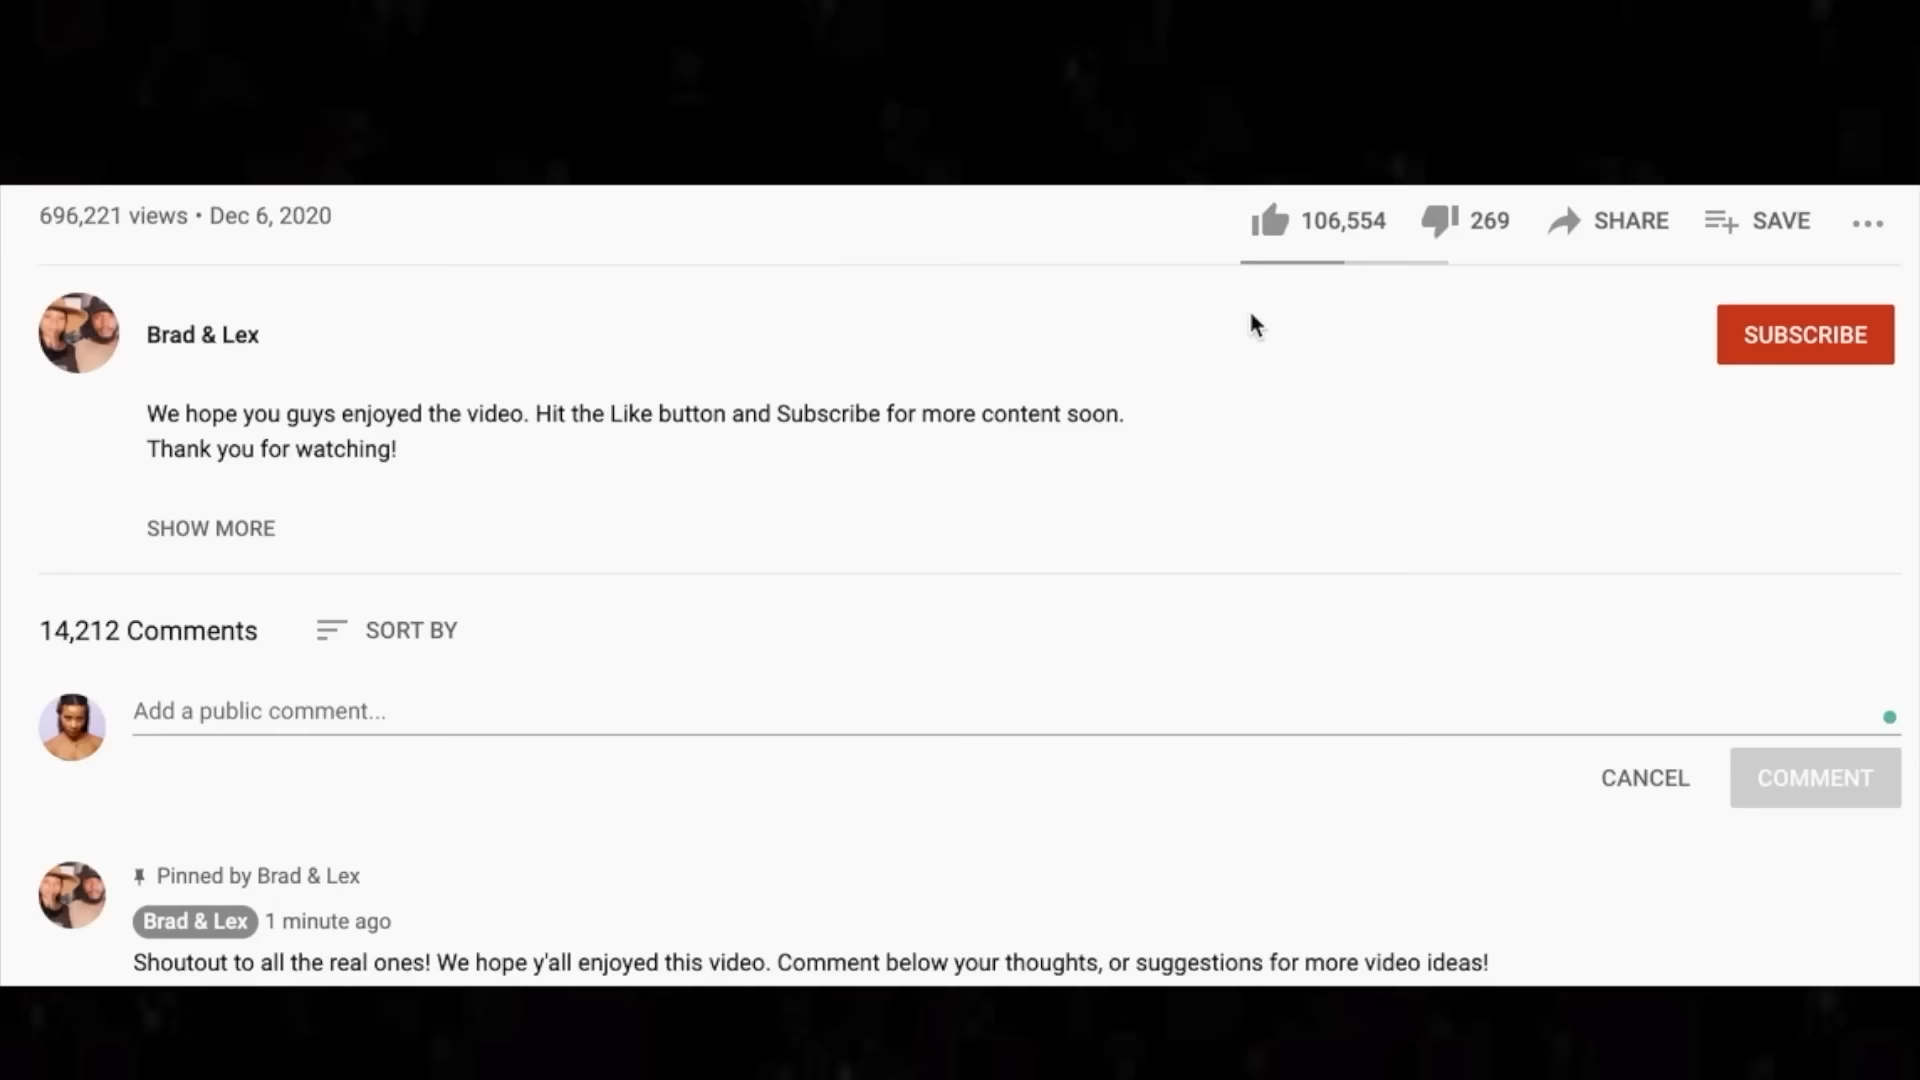 696,221 views • Dec 6, 2020
106,554
269
SHARE
SAVE
Brad & Lex
SUBSCRIBE
We hope you guys enjoyed the video. Hit the Like button and Subscribe for more content soon.
Thank you for watching!
SHOW MORE
14,212 Comments
SORT BY
Add a public comment...
CANCEL
COMMENT
Pinned by Brad & Lex
Brad & Lex 1 minute ago
Shoutout to all the real ones! We hope y'all enjoyed this video. Comment below your thoughts, or suggestions for more video ideas!